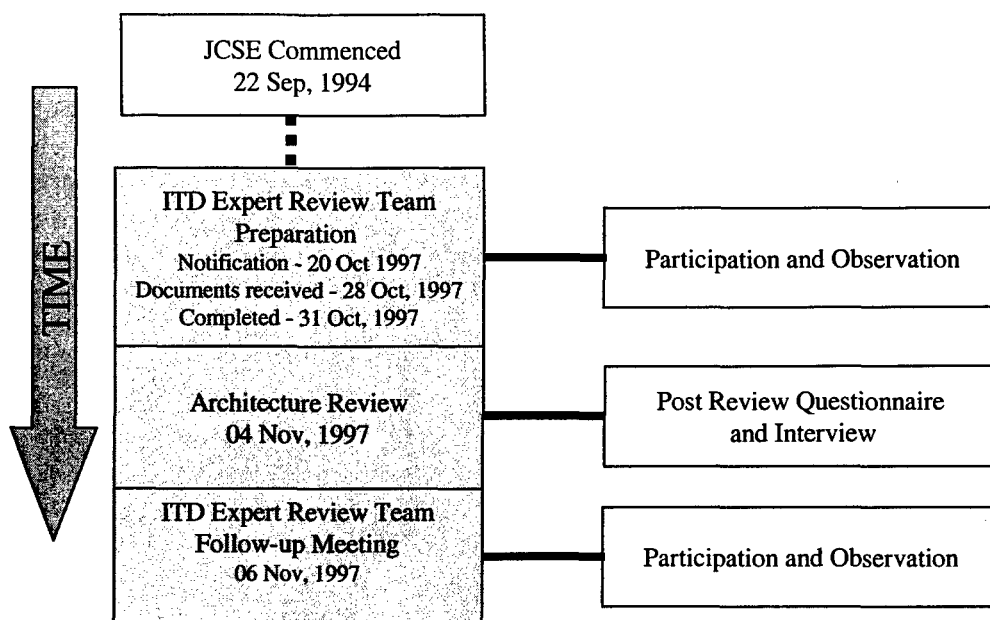 JCSE Commenced
22 Sep, 1994
TIME
ITD Expert Review Team
Preparation
Notification - 20 Oct 1997
Documents received - 28 Oct, 1997
Completed - 31 Oct, 1997
Participation and Observation
Architecture Review
04 Nov, 1997
Post Review Questionnaire
and Interview
ITD Expert Review Team
Follow-up Meeting
06 Nov, 1997
Participation and Observation